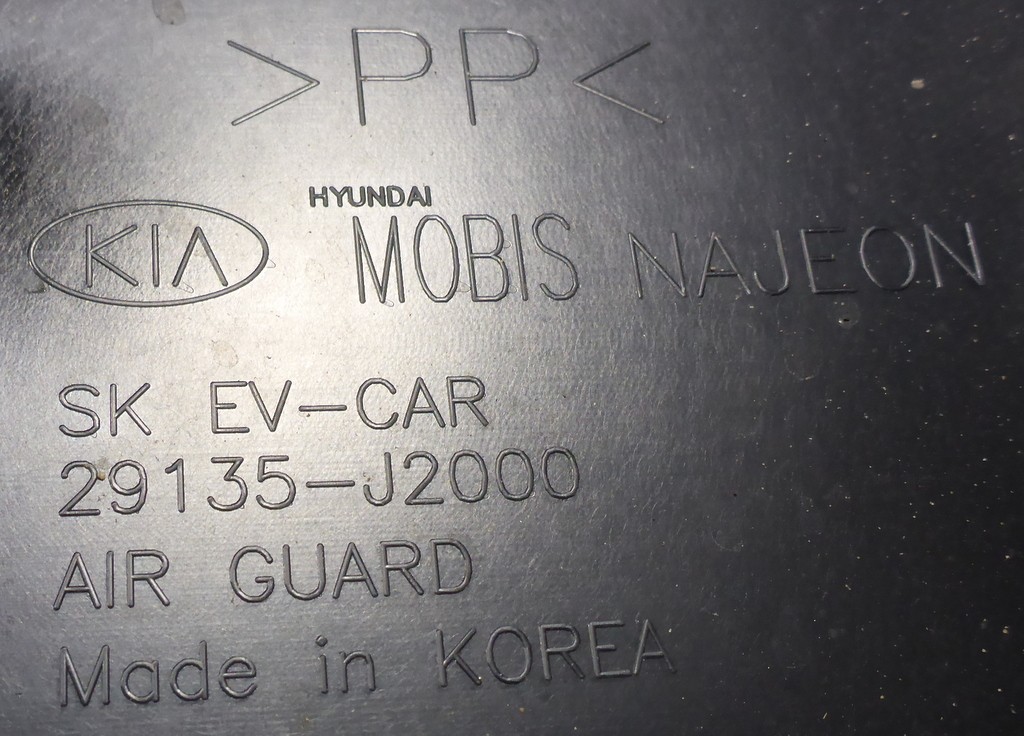 >PP<
HYUNDAI
KIA MOBIS NAJEON
SK EV-CAR
29135-J2000
AIR GUARD
Made in KOREA